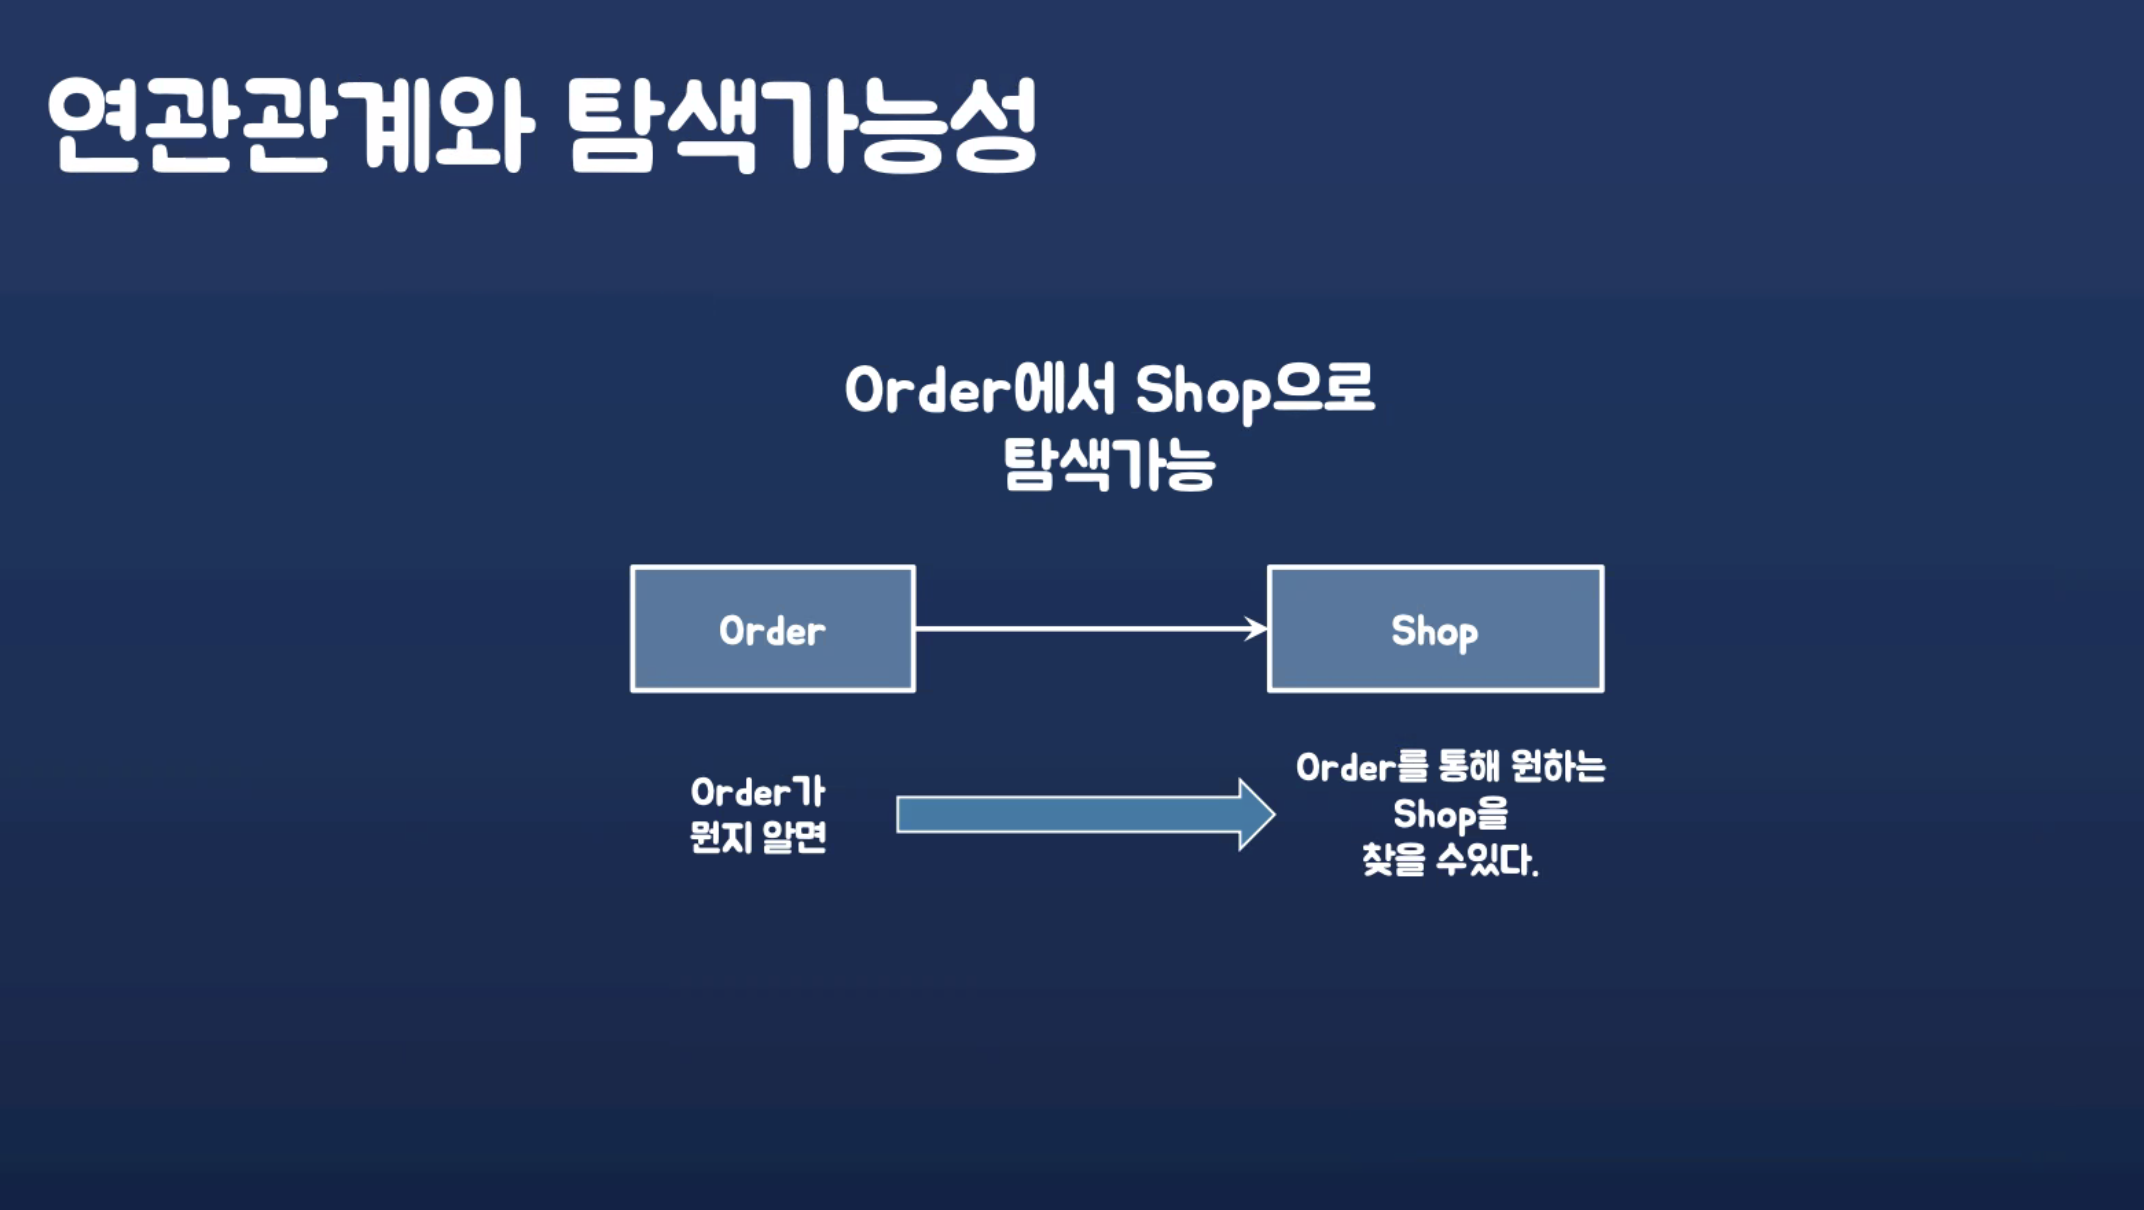 연관관계와 탐색가능성
Order에서 Shop으로
탐색가능
Order
Shop
Order가
뭔지 알면
Order를 통해 원하는
Shop을
찾을 수있다.